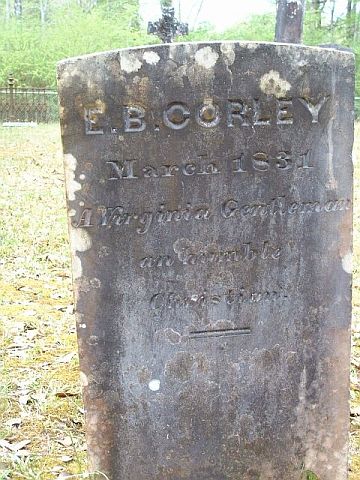 E. B. CORLEY
March 1831
A Virginia Gentleman
an humble
Christian.